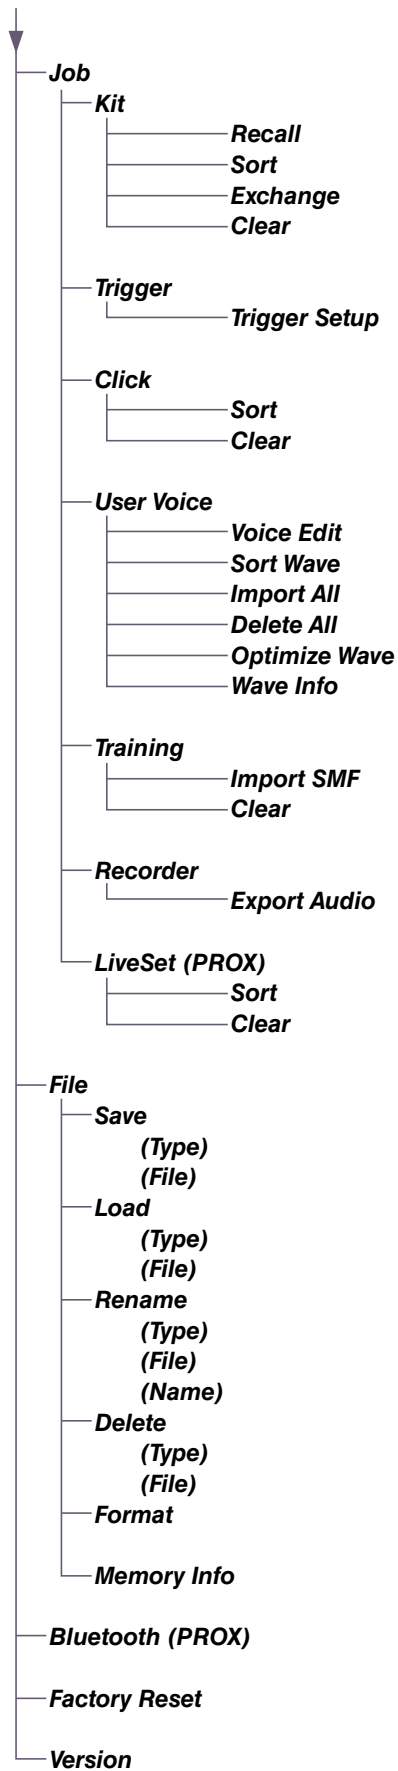 Job
Kit
Recall
Sort
Exchange
Clear
Trigger
Trigger Setup
Click
Sort
Clear
User Voice
Voice Edit
Sort Wave
Import All
Delete All
Optimize Wave
Wave Info
Training
Import SMF
Clear
Recorder
Export Audio
LiveSet (PROX)
Sort
Clear
File
Save
(Type)
(File)
Load
(Type)
(File)
Rename
(Type)
(File)
(Name)
Delete
(Type)
(File)
Format
Memory Info
Bluetooth (PROX)
Factory Reset
Version